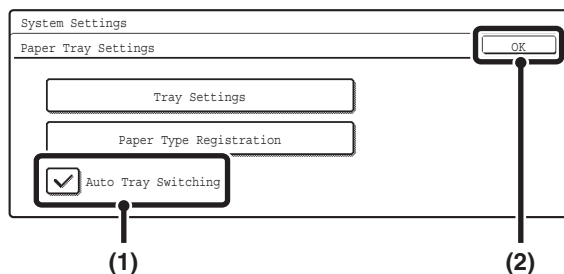 System Settings
Paper Tray Settings
OK
Tray Settings
Paper Type Registration
Auto Tray Switching
(1)
(2)